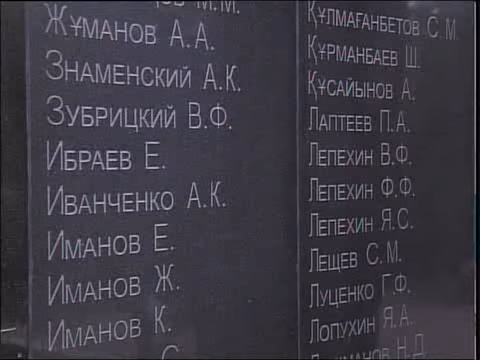 М.М.
ЖҰМАНОВ А.А.
ЗНАМЕНСКИЙ А.К.
ЗУБРИЦКИЙ В.Ф.
ИБРАЕВ Е.
ИВАНЧЕНКО А.К.
ИМАНОВ Е.
ИМАНОВ Ж.
ИМАНОВ К.
ҚҰЛМАҒАНБЕТОВ С.М.
ҚҰРМАНБАЕВ Ш.
ҚҰСАЙЫНОВ А.
ЛАПТЕЕВ П.А.
ЛЕПЕХИН В.Ф.
ЛЕПЕХИН Ф.Ф.
ЛЕПЕХИН Я.С.
ЛЕЩЕВ С.М.
ЛУЦЕНКО Г.Ф.
ЛОПУХИН Я.А.
Н.Д.